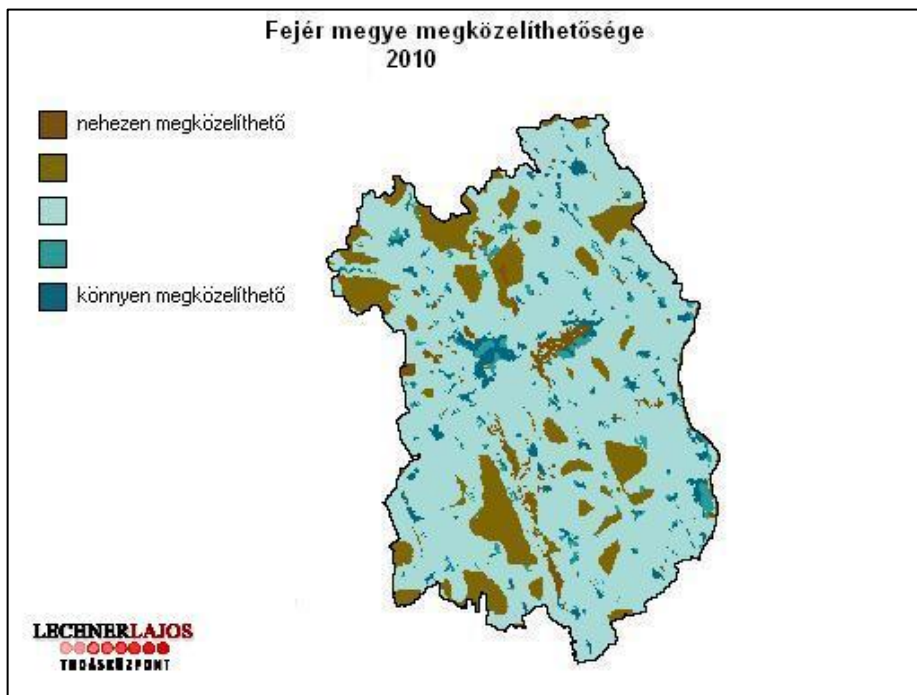 Fejér megye megközelíthetősége
2010
nehezen megközelíthető
könnyen megközelíthető
LECHNERLAJOS
TUDÁSKÖZPONT